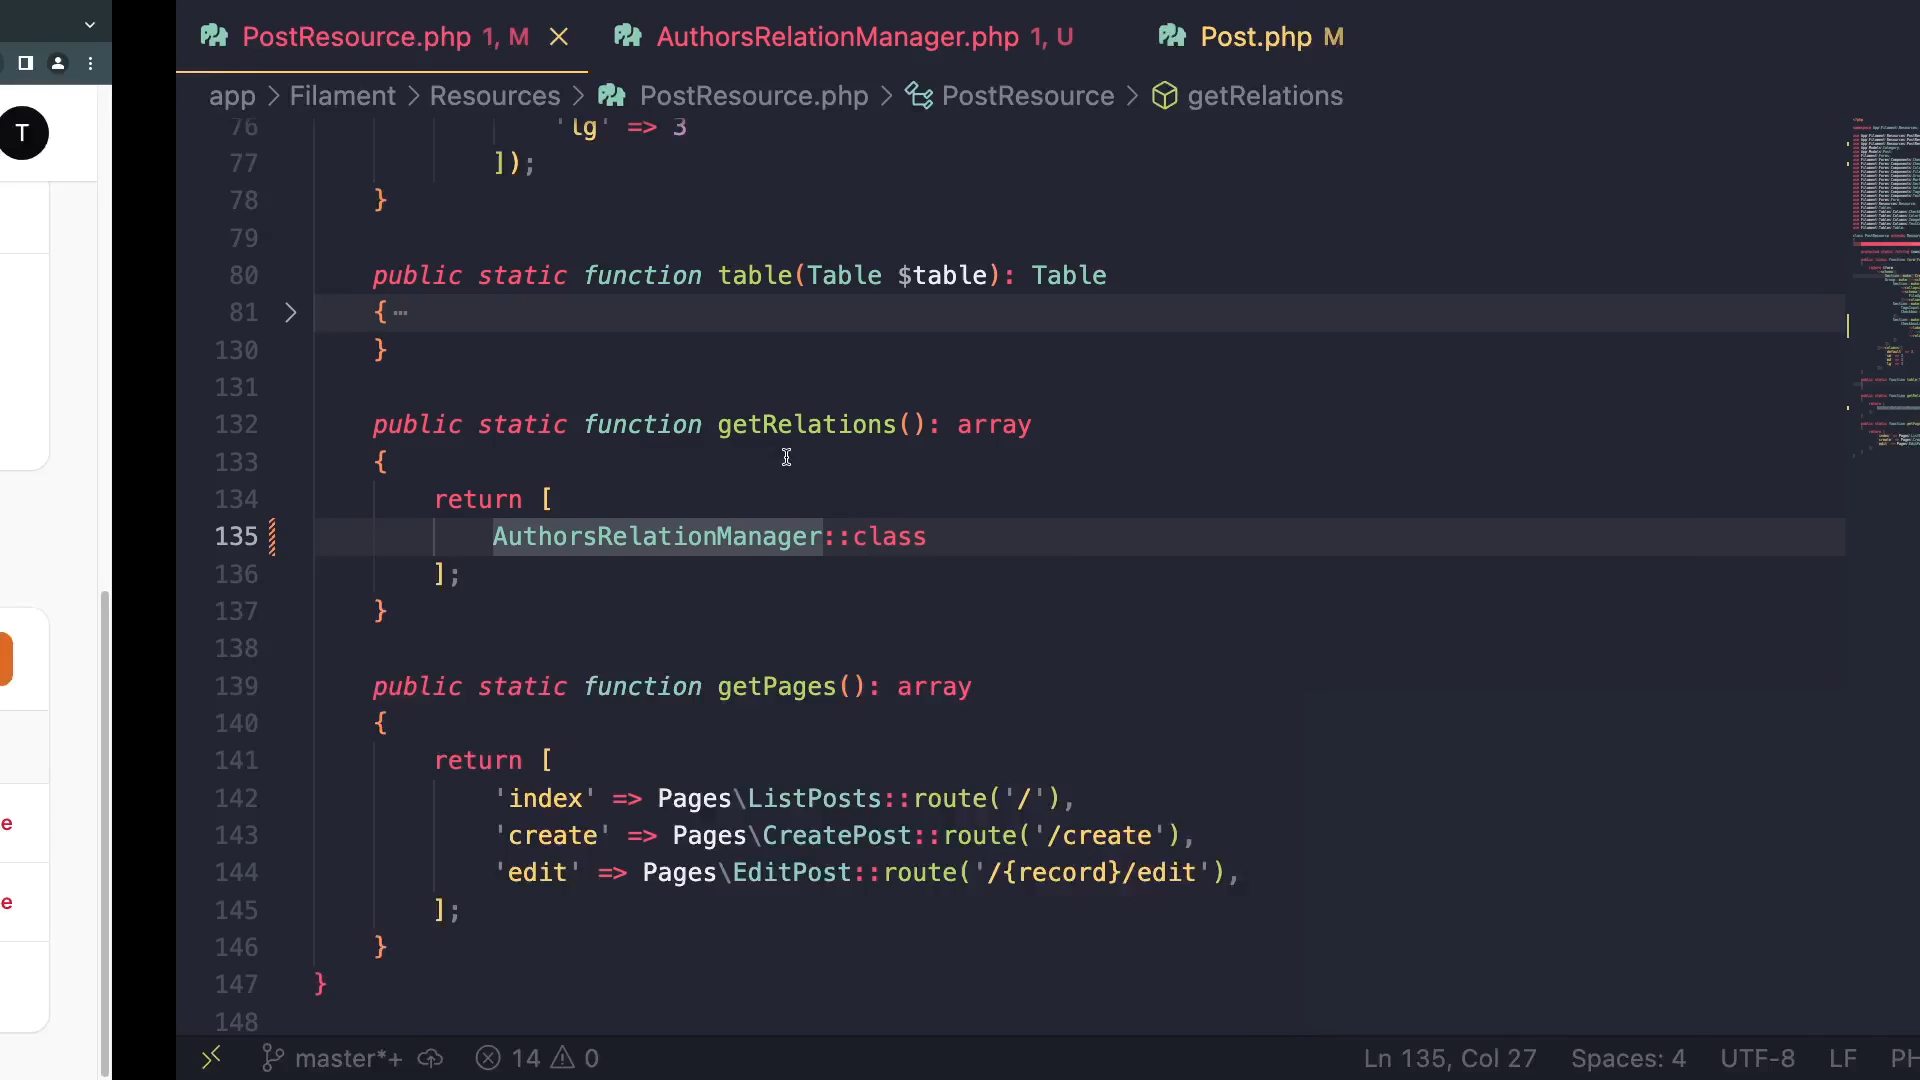 PostResource.php 1, M
AuthorsRelationManager.php 1, U
Post.php M
T
app > Filament > Resources > PostResource.php > PostResource > getRelations
76 'lg' => 3
77 ]);
78 }
79
80 public static function table(Table $table): Table
81 { ⋯
130 }
131
132 public static function getRelations(): array
133 {
134 return [
135 AuthorsRelationManager::class
136 ];
137 }
138
139 public static function getPages(): array
140 {
141 return [
142 'index' => Pages\ListPosts::route('/'),
143 'create' => Pages\CreatePost::route('/create'),
144 'edit' => Pages\EditPost::route('/{record}/edit'),
145 ];
146 }
147 }
148
e
e
master*+ 14 0 Ln 135, Col 27 Spaces: 4 UTF-8 LF PH